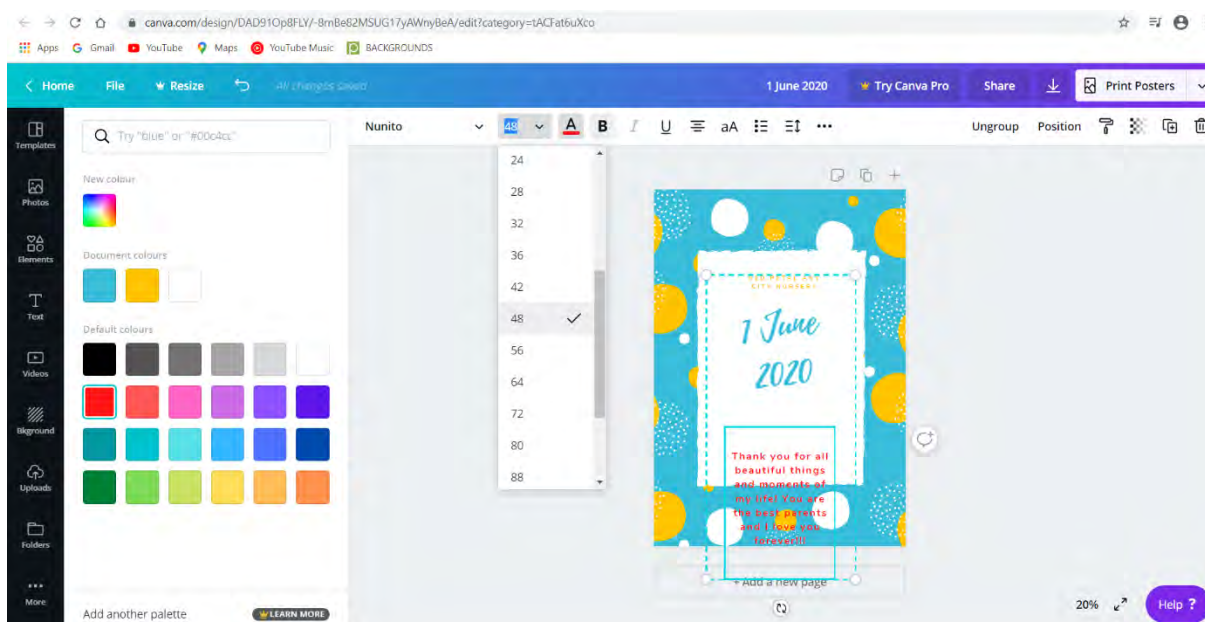 canva.com/design/DAD91Op8FLY/-8mBe82MSUG17yAWnyBeA/edit?category=tACFat6uXco
Apps Gmail YouTube Maps YouTube Music BACKGROUNDS
Home File Resize All changes saved 1 June 2020 Try Canva Pro Share Print Posters
Templates
Photos
Elements
Text
Videos
Bkground
Uploads
Folders
More
Try "blue" or "#00c4cc"
New colour
Document colours
Default colours
Add another palette LEARN MORE
Nunito 48 A B I U aA Ungroup Position
24
28
32
36
42
48
56
64
72
80
88
CITY NURSERY
1 June
2020
Thank you for all
beautiful things
and moments of
my life! You are
the best parents
and I love you
forever!!!
+ Add a new page
20% Help ?